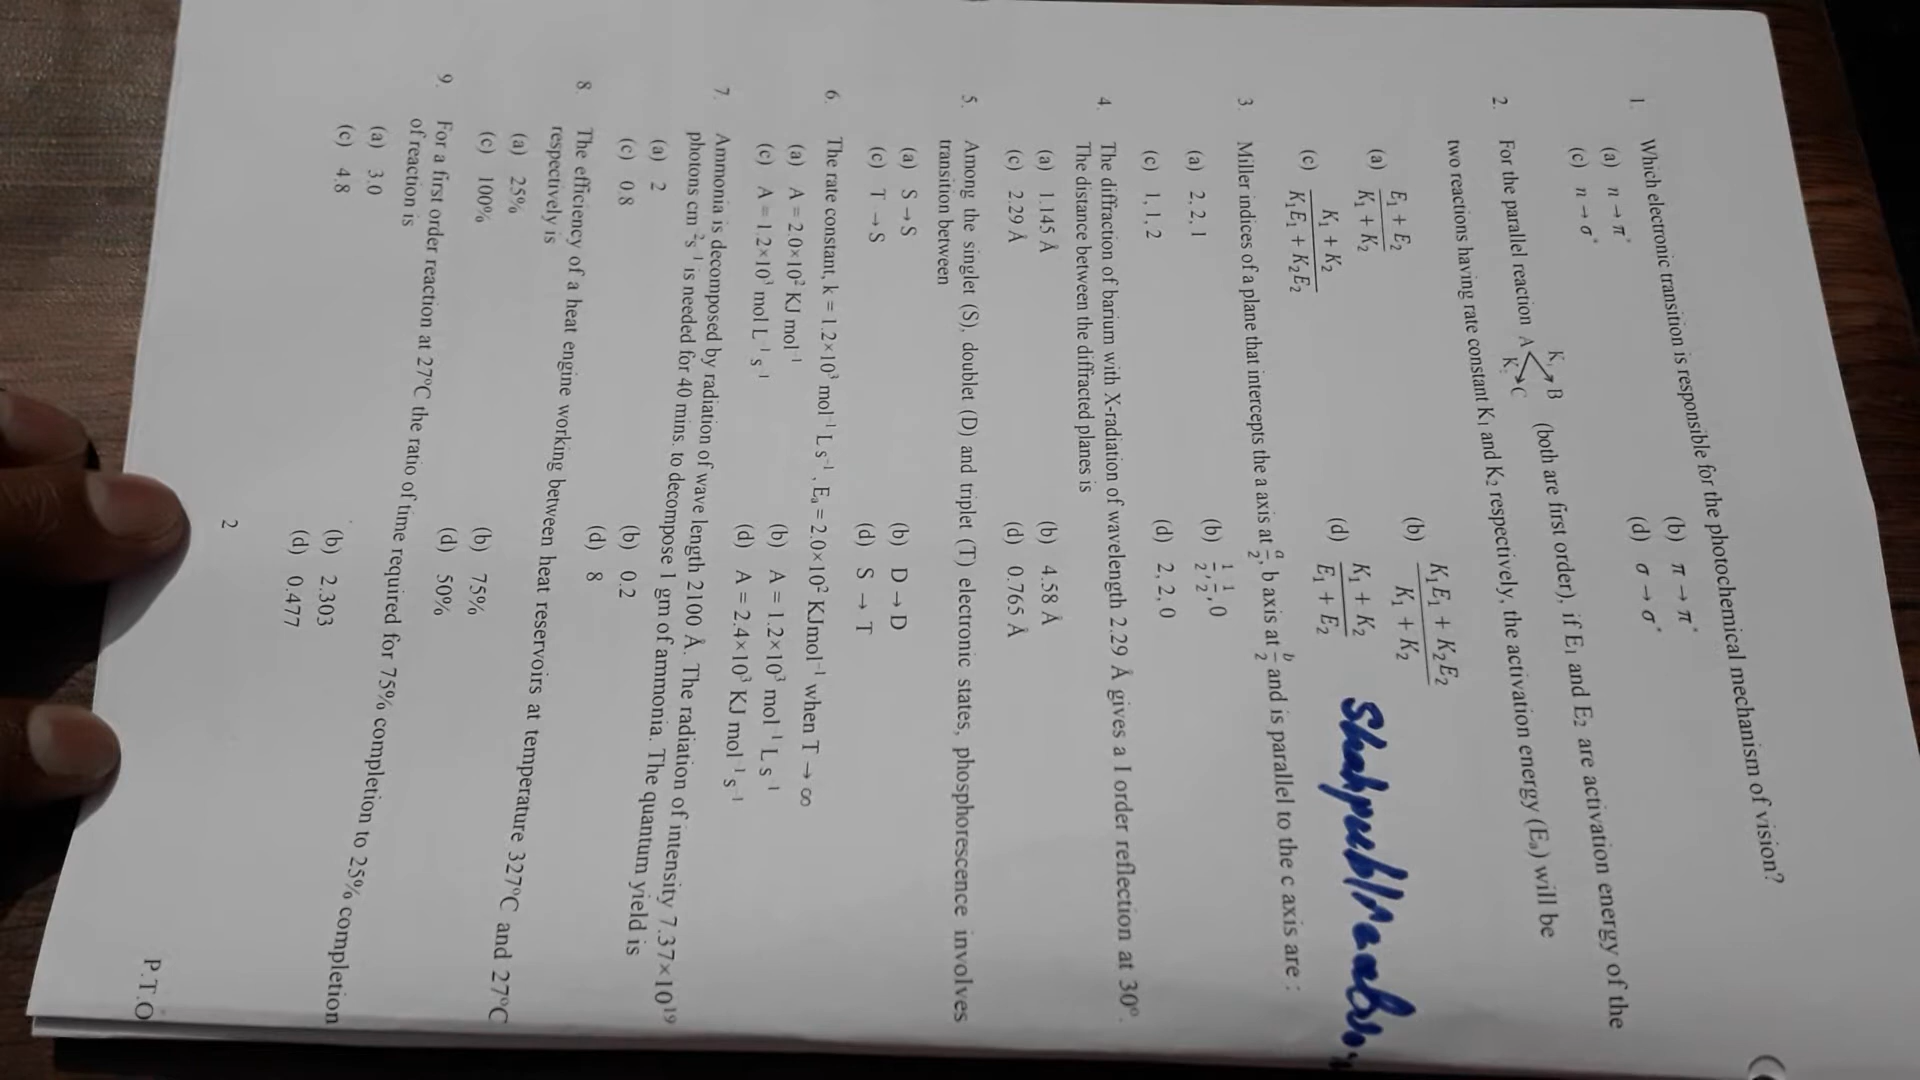 1. Which electronic transition is responsible for the photochemical mechanism of vision?
(a) n → π* (b) π → π*
(c) n → σ* (d) σ → σ*
2. For the parallel reaction A K₁ B K₂ C (both are first order), if E₁ and E₂ are activation energy of the
two reactions having rate constant K₁ and K₂ respectively, the activation energy (Eₐ) will be
(a) (E₁ + E₂)/(K₁ + K₂) (b) (K₁E₁ + K₂E₂)/(K₁ + K₂)
(c) (K₁ + K₂)/(K₁E₁ + K₂E₂) (d) (K₁ + K₂)/(E₁ + E₂)
3. Miller indices of a plane that intercepts the a axis at a/2, b axis at b/2 and is parallel to the c axis are :
(a) 2, 2, 1 (b) 1/2, 1/2, 0
(c) 1, 1, 2 (d) 2, 2, 0
4. The diffraction of barium with X-radiation of wavelength 2.29 Å gives a I order reflection at 30°.
The distance between the diffracted planes is
(a) 1.145 Å (b) 4.58 Å
(c) 2.29 Å (d) 0.765 Å
5. Among the singlet (S), doublet (D) and triplet (T) electronic states, phosphorescence involves
transition between
(a) S → S (b) D → D
(c) T → S (d) S → T
6. The rate constant, k = 1.2×10³ mol⁻¹ L s⁻¹, Eₐ = 2.0×10² KJmol⁻¹ when T → ∞
(a) A = 2.0×10² KJ mol⁻¹ (b) A = 1.2×10³ mol⁻¹ L s⁻¹
(c) A = 1.2×10³ mol L⁻¹ s⁻¹ (d) A = 2.4×10³ KJ mol⁻¹ s⁻¹
7. Ammonia is decomposed by radiation of wave length 2100 Å. The radiation of intensity 7.37×10¹⁹
photons cm⁻²s⁻¹ is needed for 40 mins. to decompose 1 gm of ammonia. The quantum yield is
(a) 2 (b) 0.2
(c) 0.8 (d) 8
8. The efficiency of a heat engine working between heat reservoirs at temperature 327°C and 27°C
respectively is
(a) 25% (b) 75%
(c) 100% (d) 50%
9. For a first order reaction at 27°C the ratio of time required for 75% completion to 25% completion
of reaction is
(a) 3.0 (b) 2.303
(c) 4.8 (d) 0.477
2
P.T.O